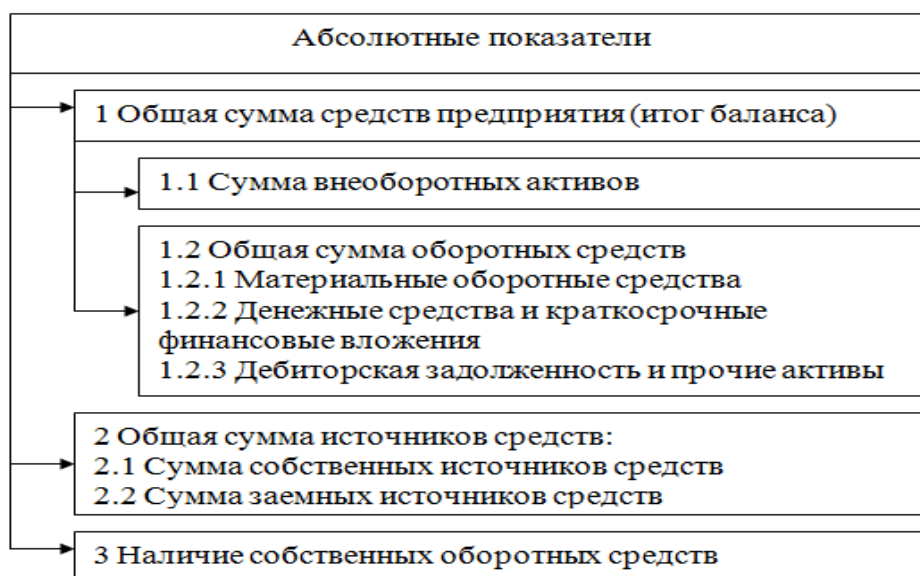 Абсолютные показатели
1 Общая сумма средств предприятия (итог баланса)
1.1 Сумма внеоборотных активов
1.2 Общая сумма оборотных средств
1.2.1 Материальные оборотные средства
1.2.2 Денежные средства и краткосрочные
финансовые вложения
1.2.3 Дебиторская задолженность и прочие активы
2 Общая сумма источников средств:
2.1 Сумма собственных источников средств
2.2 Сумма заемных источников средств
3 Наличие собственных оборотных средств